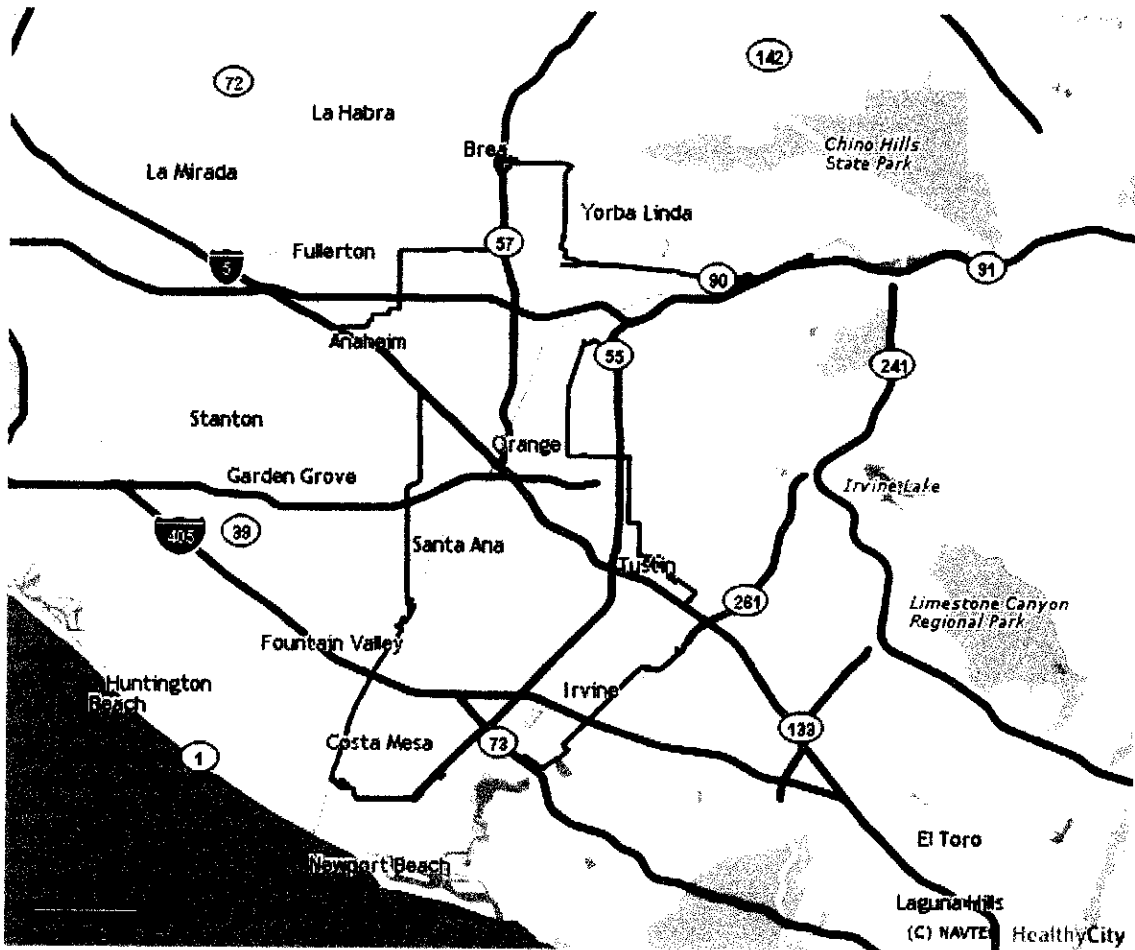 142
72
La Habra
Brea
Chino Hills
State Park
La Mirada
Yorba Linda
57
Fullerton
5
91
90
Anaheim
55
241
Stanton
Orange
Garden Grove
Irvine Lake
405
39
Santa Ana
Tustin
261
Limestone Canyon
Regional Park
Fountain Valley
Huntington
Beach
Irvine
133
Costa Mesa
73
1
El Toro
Newport Beach
Laguna Hills
(C) NAVTE
HealthyCity